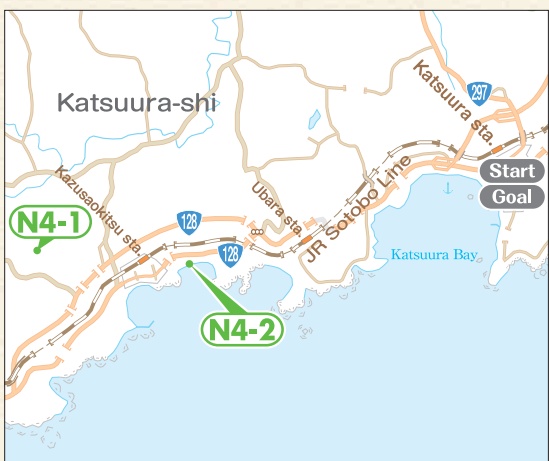 Katsuura-shi
297
Katsuura sta.
Start
Goal
Kazusaokitsu sta.
Ubara sta.
JR Sotobo Line
N4-1
128
128
Katsuura Bay
N4-2